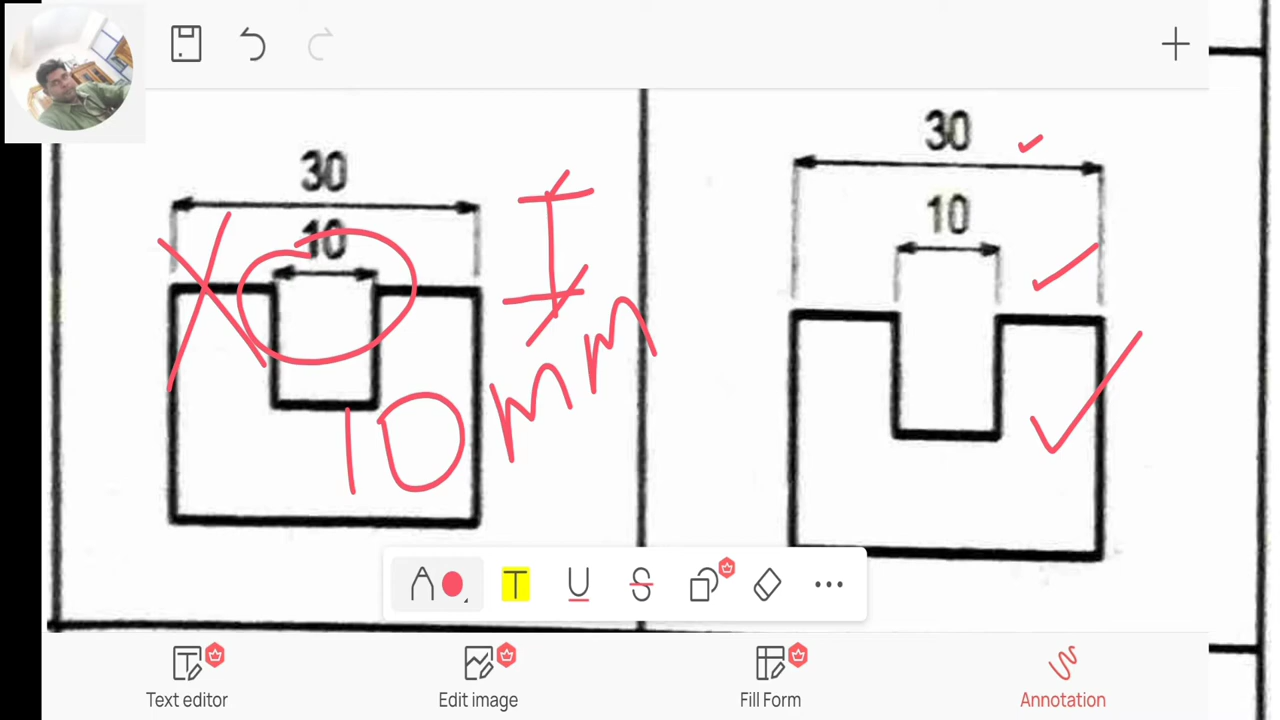 30
10
10mm
30
10
T
Text editor
Edit image
Fill Form
Annotation